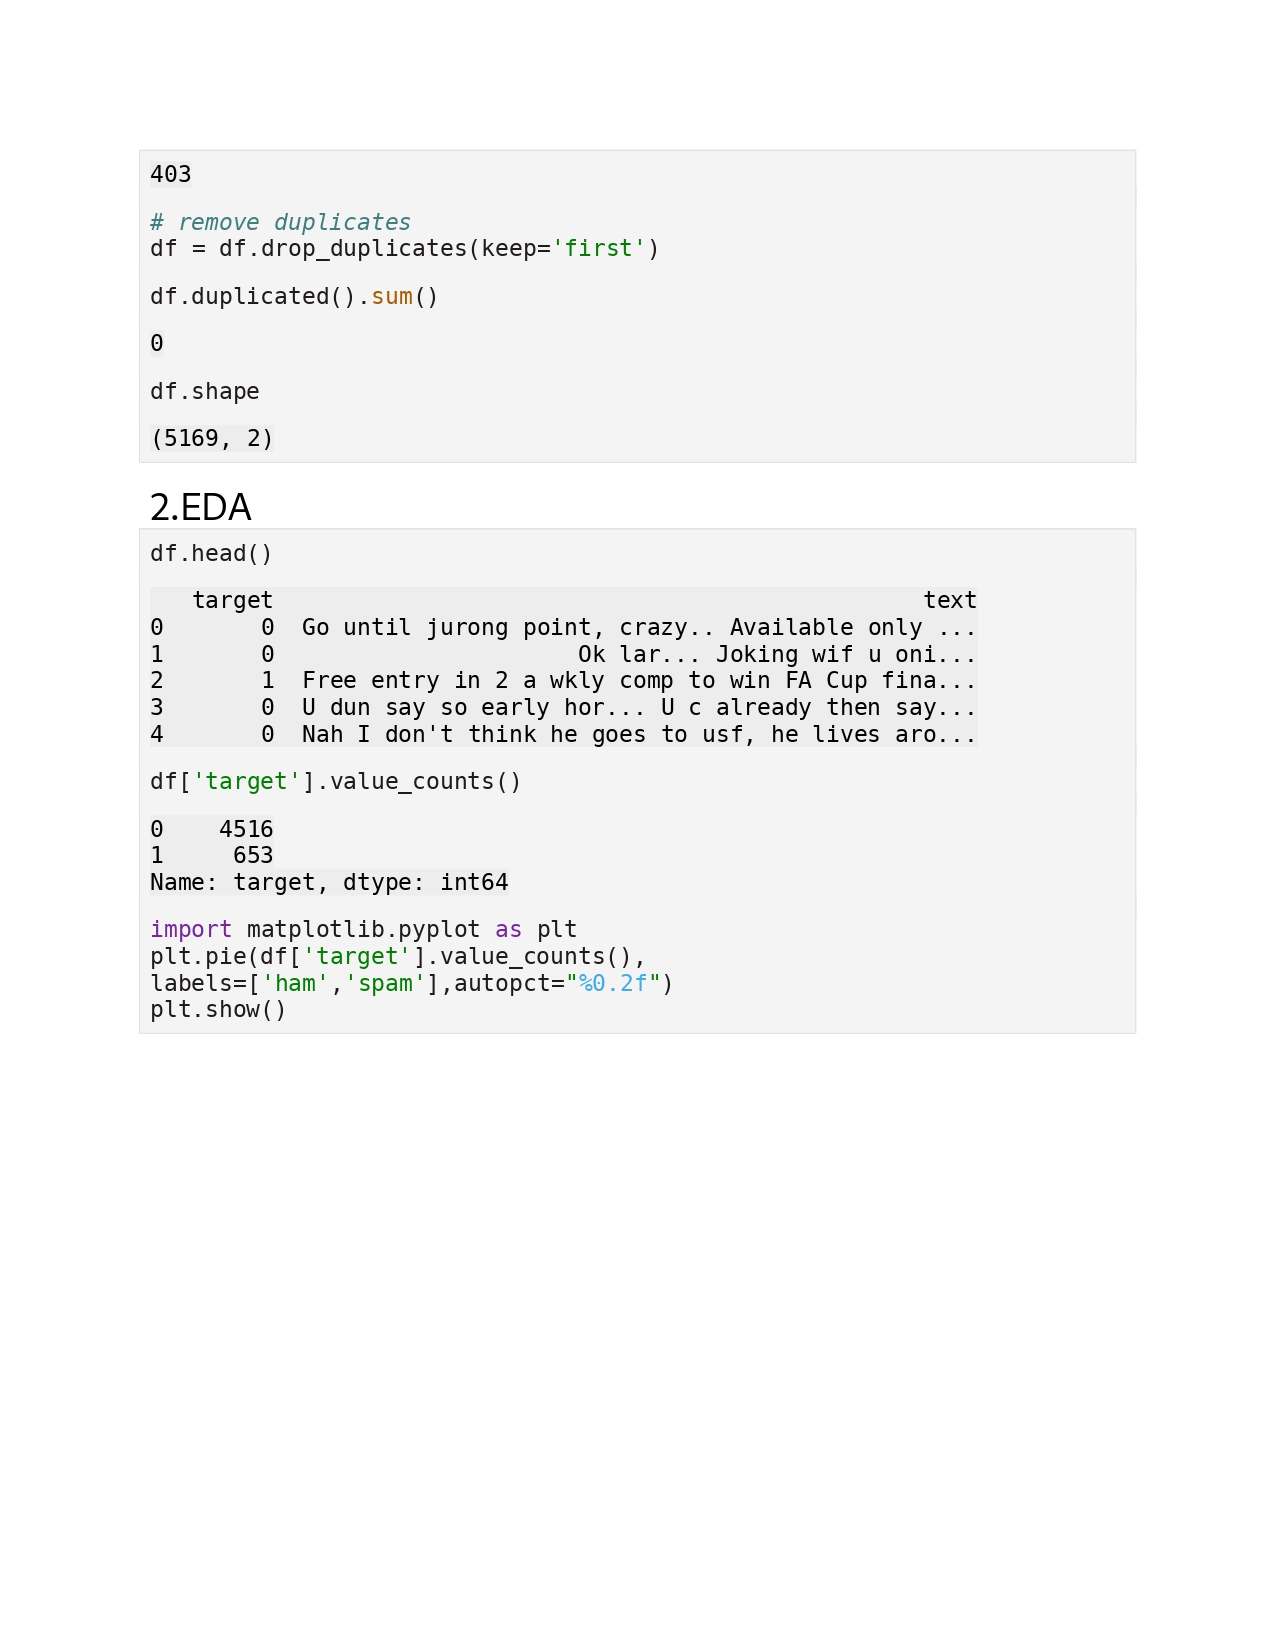 403
# remove duplicates
df = df.drop_duplicates(keep='first')
df.duplicated().sum()
0
df.shape
(5169, 2)
2.EDA
df.head()
   target                                               text
0       0  Go until jurong point, crazy.. Available only ...
1       0                      Ok lar... Joking wif u oni...
2       1  Free entry in 2 a wkly comp to win FA Cup fina...
3       0  U dun say so early hor... U c already then say...
4       0  Nah I don't think he goes to usf, he lives aro...
df['target'].value_counts()
0    4516
1     653
Name: target, dtype: int64
import matplotlib.pyplot as plt
plt.pie(df['target'].value_counts(),
labels=['ham','spam'],autopct="%0.2f")
plt.show()